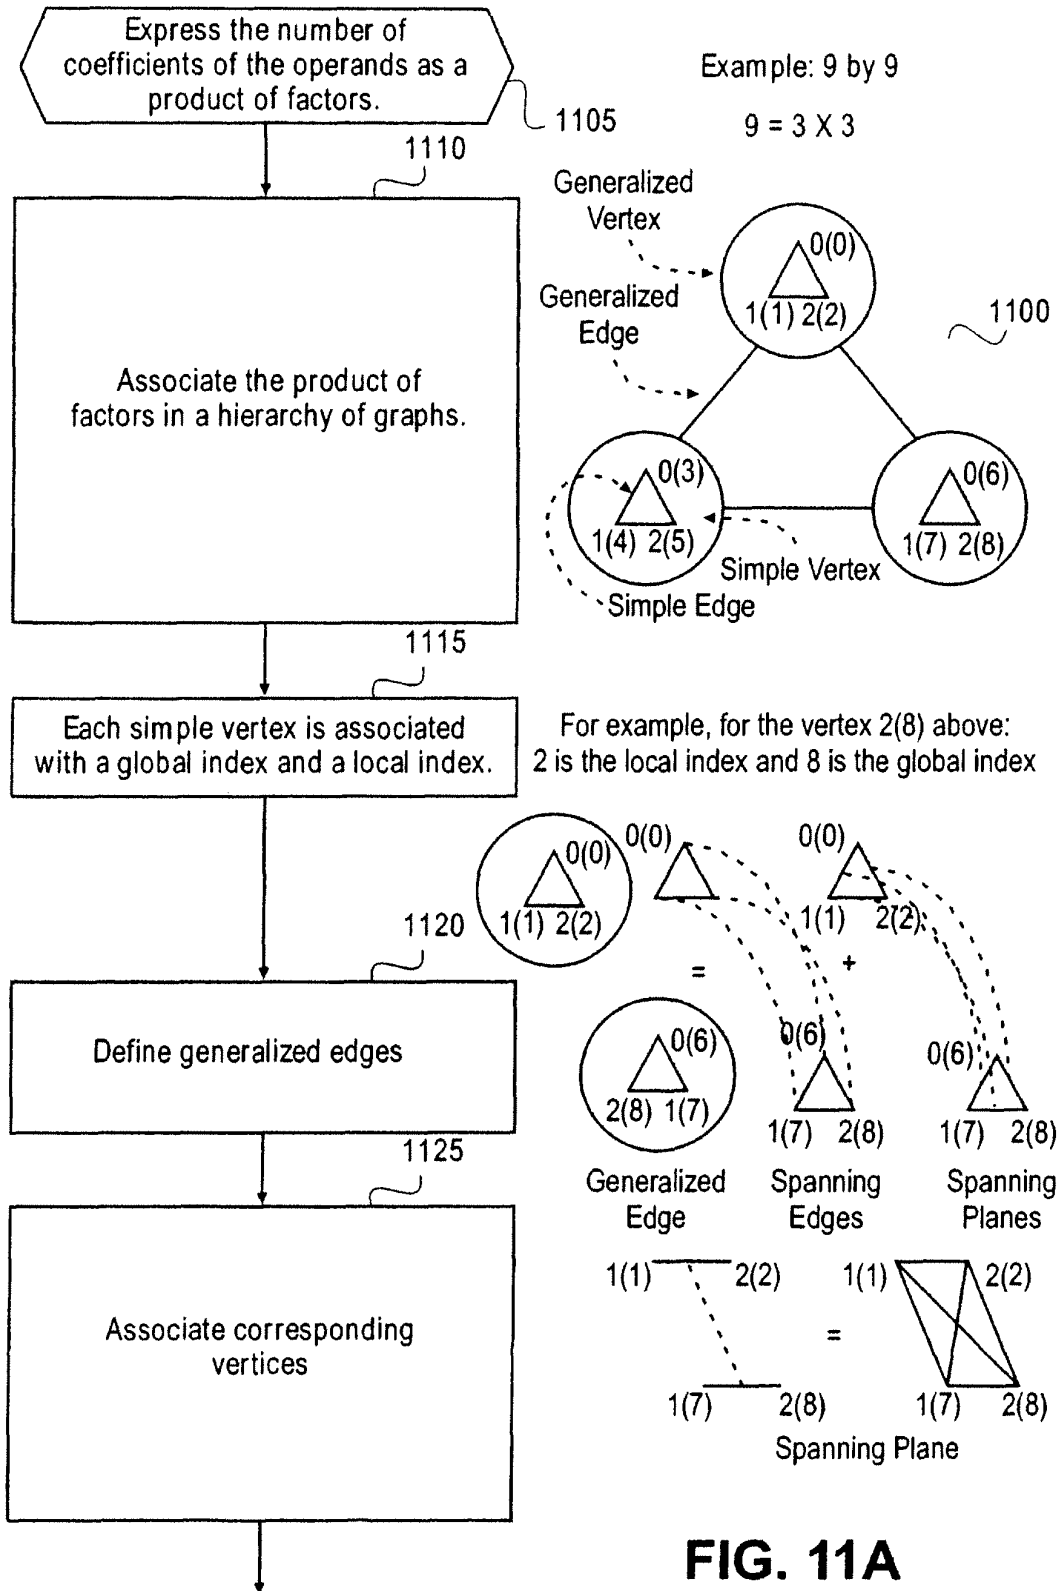 Express the number of
coefficients of the operands as a
product of factors.
1105
Example: 9 by 9
9 = 3 X 3
1110
Associate the product of
factors in a hierarchy of graphs.
Generalized
Vertex
Generalized
Edge
0(0)
1(1) 2(2)
1100
0(3)
1(4) 2(5)
0(6)
1(7) 2(8)
Simple Vertex
Simple Edge
1115
Each simple vertex is associated
with a global index and a local index.
For example, for the vertex 2(8) above:
2 is the local index and 8 is the global index
1120
Define generalized edges
0(0)
1(1) 2(2)
=
0(6)
2(8) 1(7)
Generalized
Edge
0(0)
0(6)
1(7) 2(8)
Spanning
Edges
+
0(0)
1(1) 2(2)
0(6)
1(7) 2(8)
Spanning
Planes
1125
Associate corresponding
vertices
1(1) 2(2)
1(7) 2(8)
=
1(1) 2(2)
1(7) 2(8)
Spanning Plane
FIG. 11A